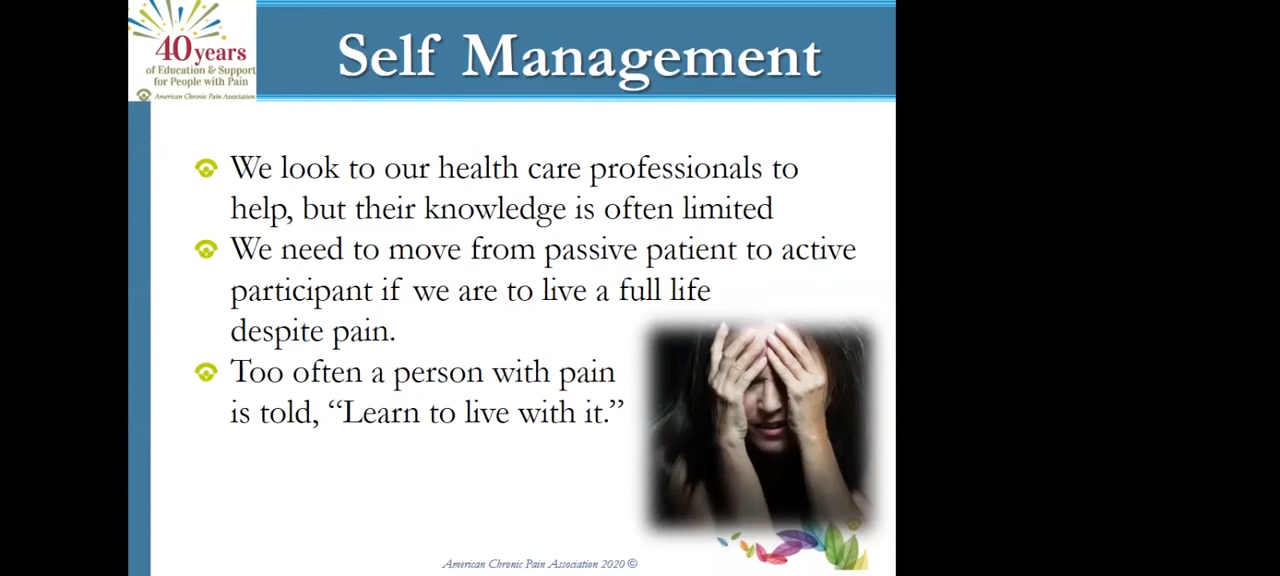 40 years
of Education & Support
for People with Pain
American Chronic Pain Association
Self Management
We look to our health care professionals to
help, but their knowledge is often limited
We need to move from passive patient to active
participant if we are to live a full life
despite pain.
Too often a person with pain
is told, “Learn to live with it.”
American Chronic Pain Association 2020 ©